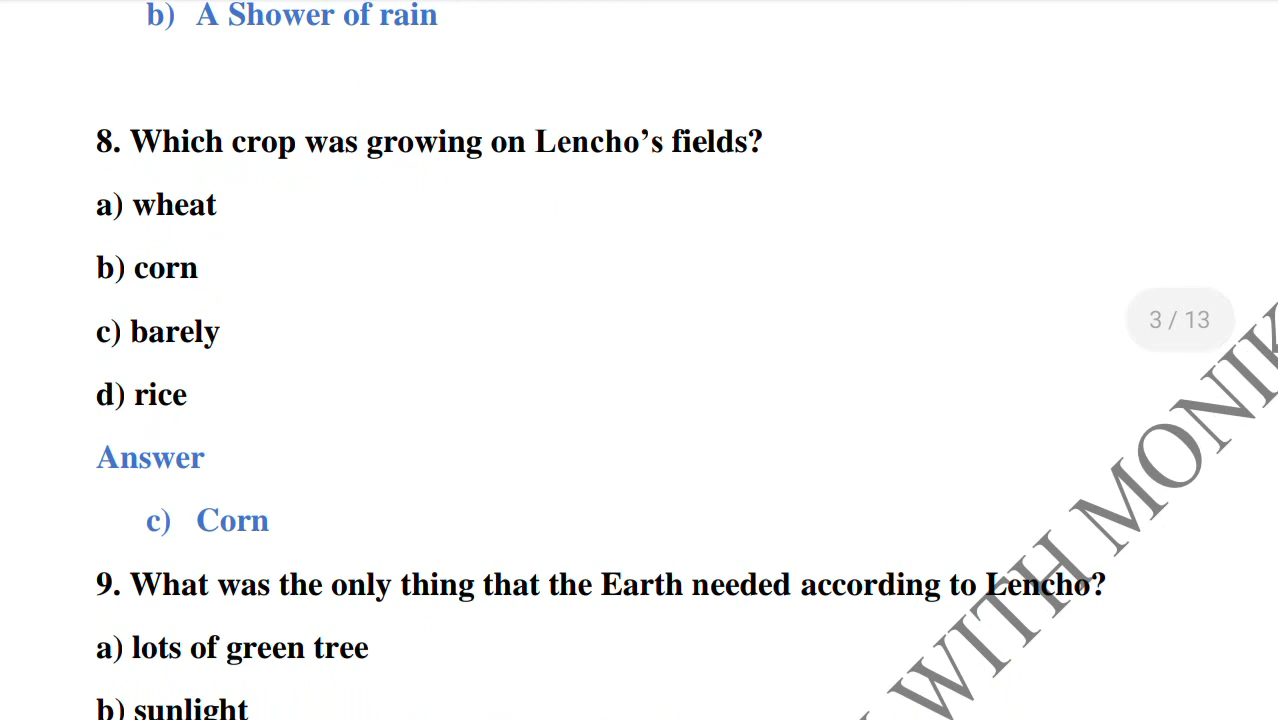 b) A Shower of rain
8. Which crop was growing on Lencho’s fields?
a) wheat
b) corn
c) barely
d) rice
3 / 13
Answer
c) Corn
9. What was the only thing that the Earth needed according to Lencho?
a) lots of green tree
b) sunlight
WITH